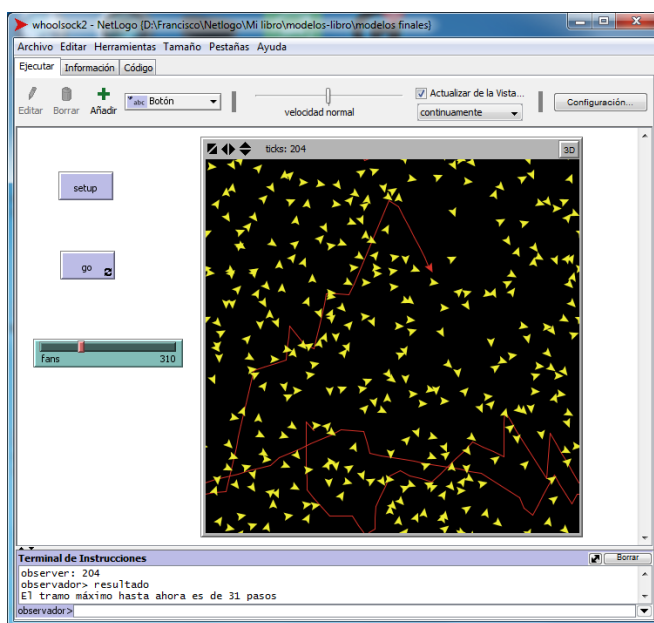 whoolsock2 - NetLogo {D:\Francisco\Netlogo\Mi libro\modelos-libro\modelos finales}
Archivo Editar Herramientas Tamaño Pestañas Ayuda
Ejecutar Información Código
Editar Borrar Añadir abc Botón velocidad normal Actualizar de la Vista... continuamente Configuración...
ticks: 204 3D
setup
go
fans 310
Terminal de Instrucciones Borrar
observer: 204
observador> resultado
El tramo máximo hasta ahora es de 31 pasos
observador>